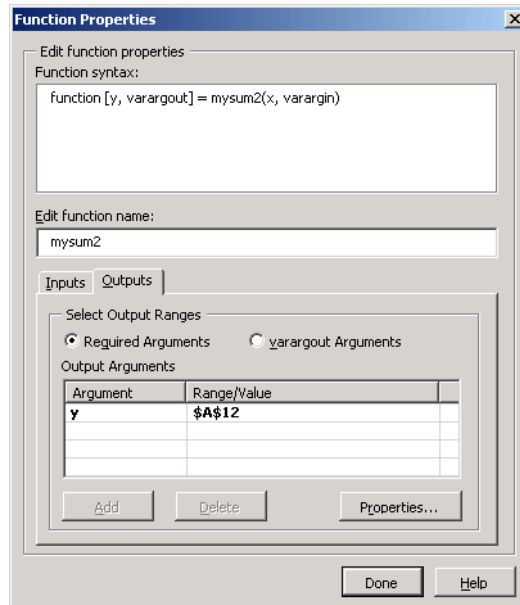 Function Properties
Edit function properties
Function syntax:
function [y, varargout] = mysum2(x, varargin)
Edit function name:
mysum2
Inputs Outputs
Select Output Ranges
Required Arguments varargout Arguments
Output Arguments
Argument Range/Value
y $A$12
Add Delete Properties...
Done Help